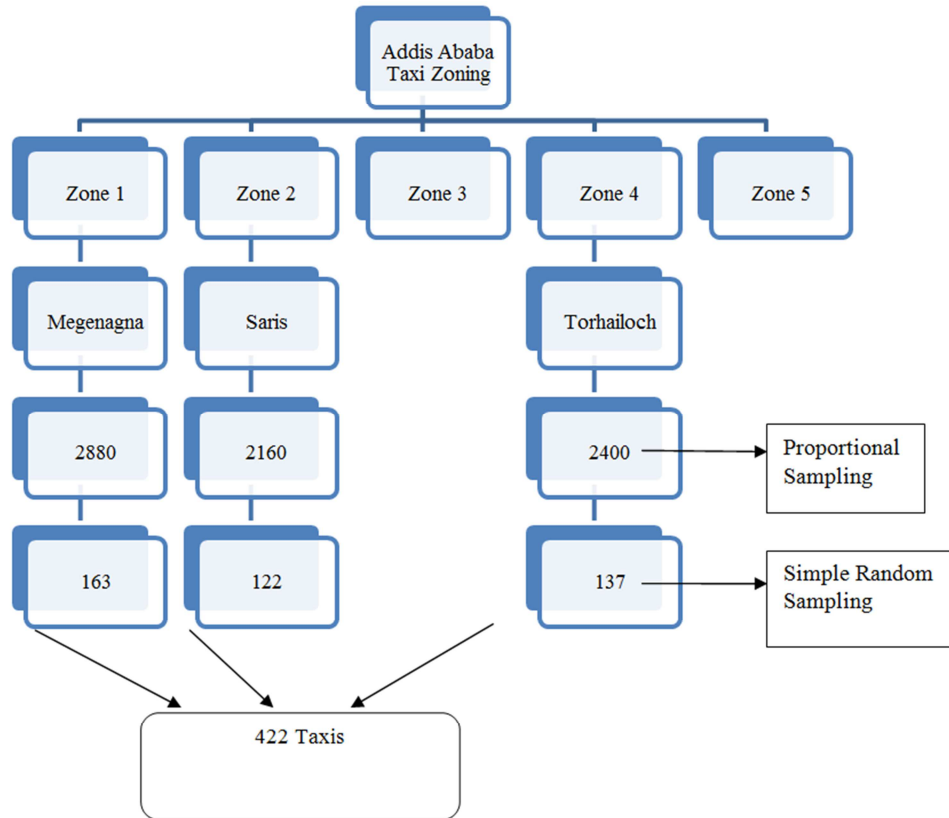 Addis Ababa
Taxi Zoning
Zone 1
Zone 2
Zone 3
Zone 4
Zone 5
Megenagna
Saris
Torhailoch
2880
2160
2400
Proportional
Sampling
163
122
137
Simple Random
Sampling
422 Taxis